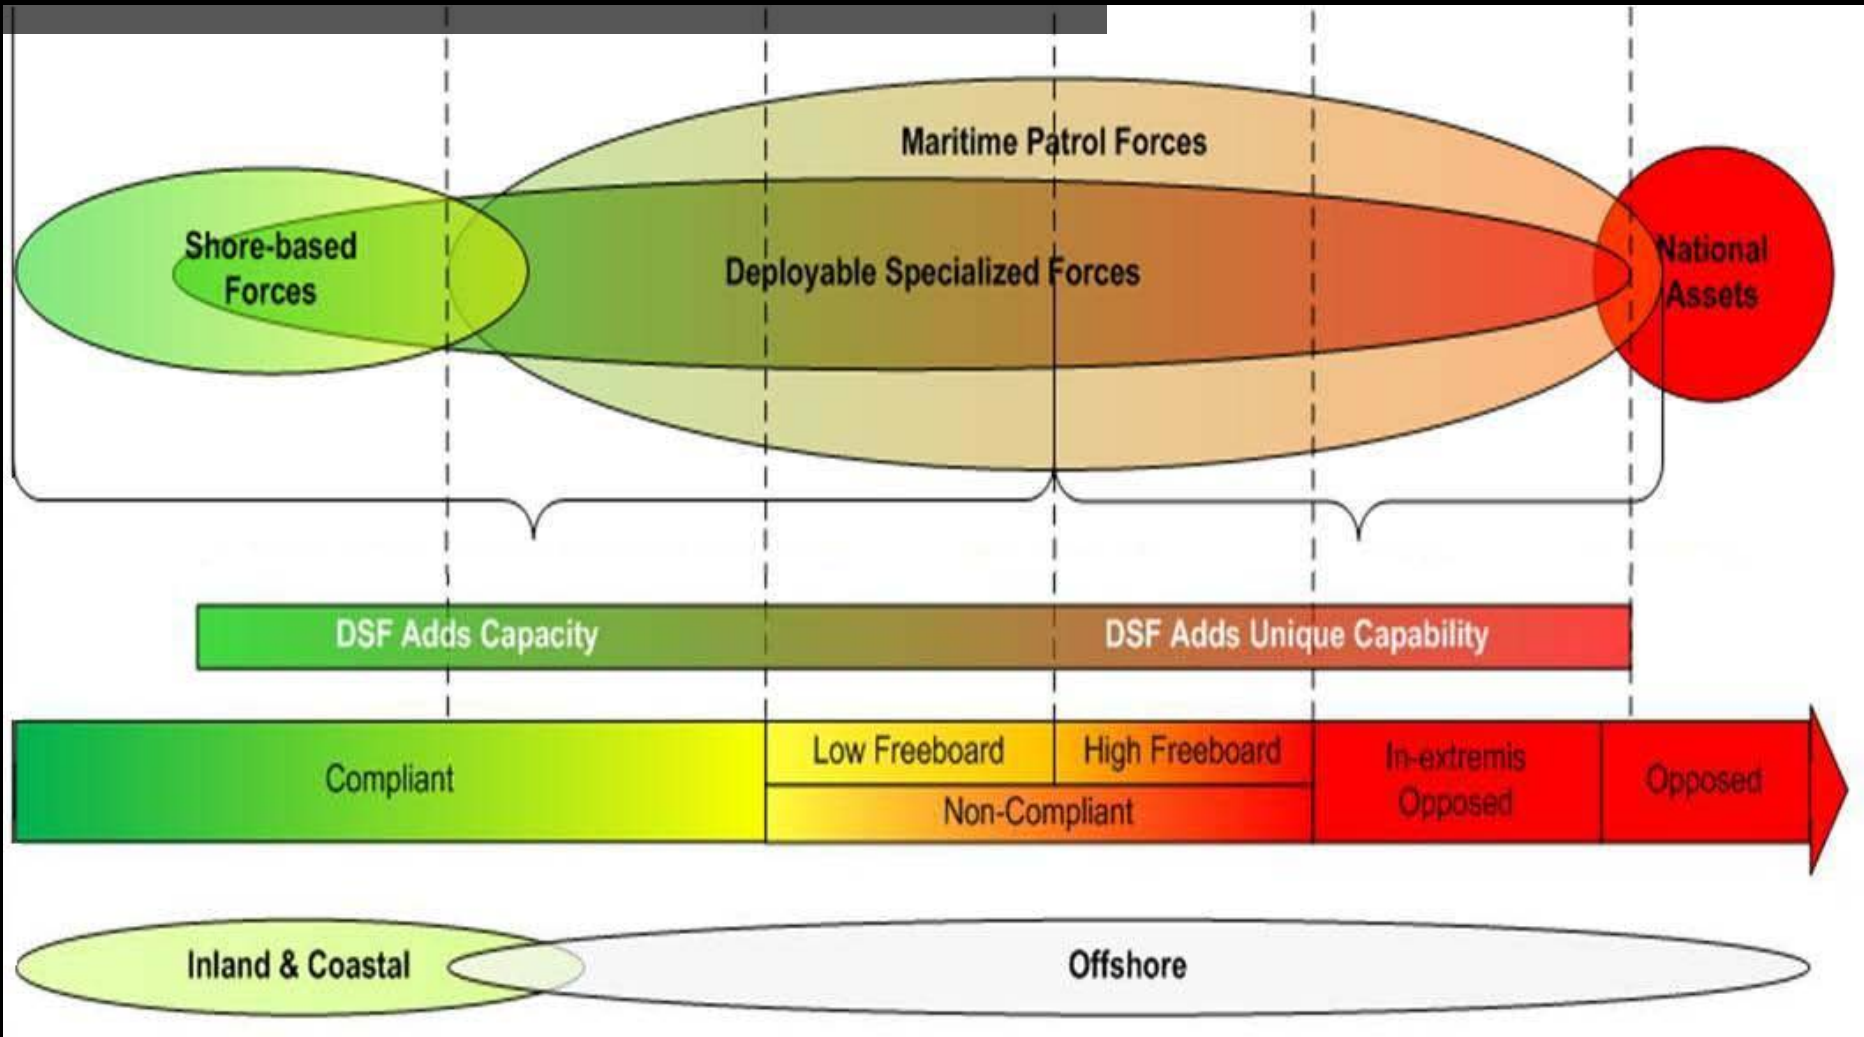 Maritime Patrol Forces
Shore-based
Forces
Deployable Specialized Forces
National
Assets
DSF Adds Capacity
DSF Adds Unique Capability
Compliant
Low Freeboard
High Freeboard
Non-Compliant
In-extremis
Opposed
Opposed
Inland & Coastal
Offshore